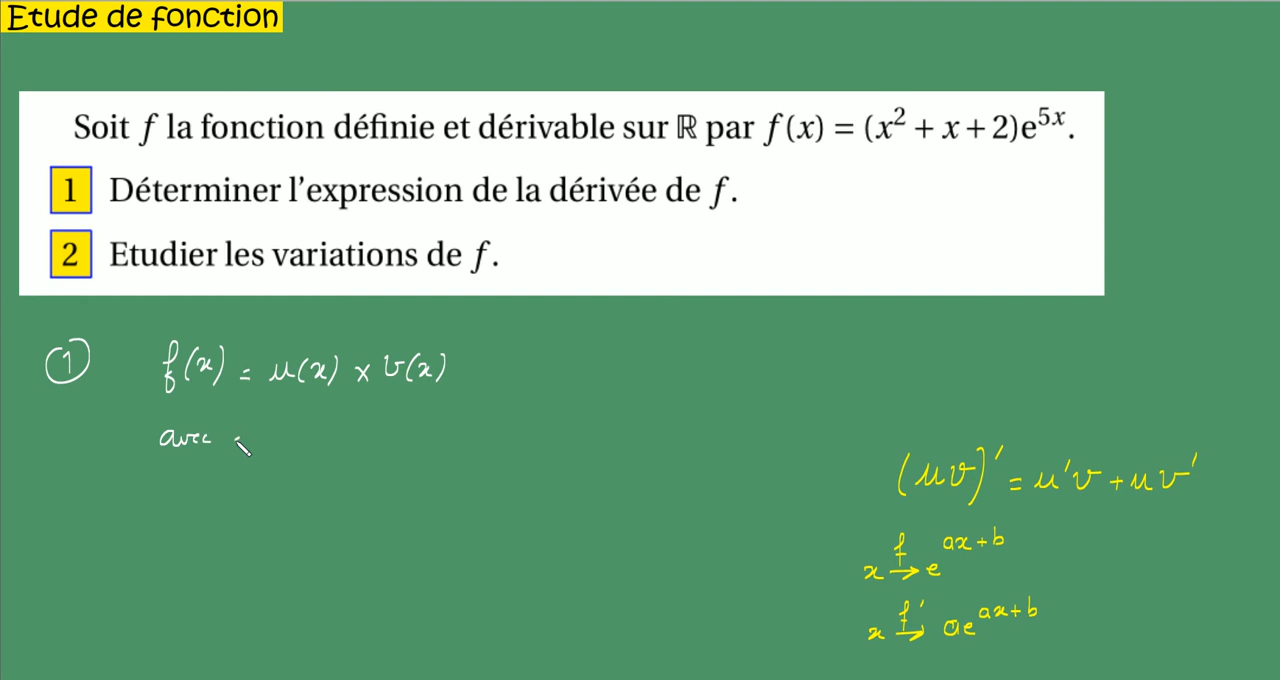 Etude de fonction
Soit f la fonction définie et dérivable sur ℝ par f(x) = (x² + x + 2)e⁵ˣ.
1 Déterminer l'expression de la dérivée de f.
2 Etudier les variations de f.
① f(x) = u(x) × v(x)
avec
(uv)' = u'v + uv'
x →f e^(ax+b)
x →f' ae^(ax+b)